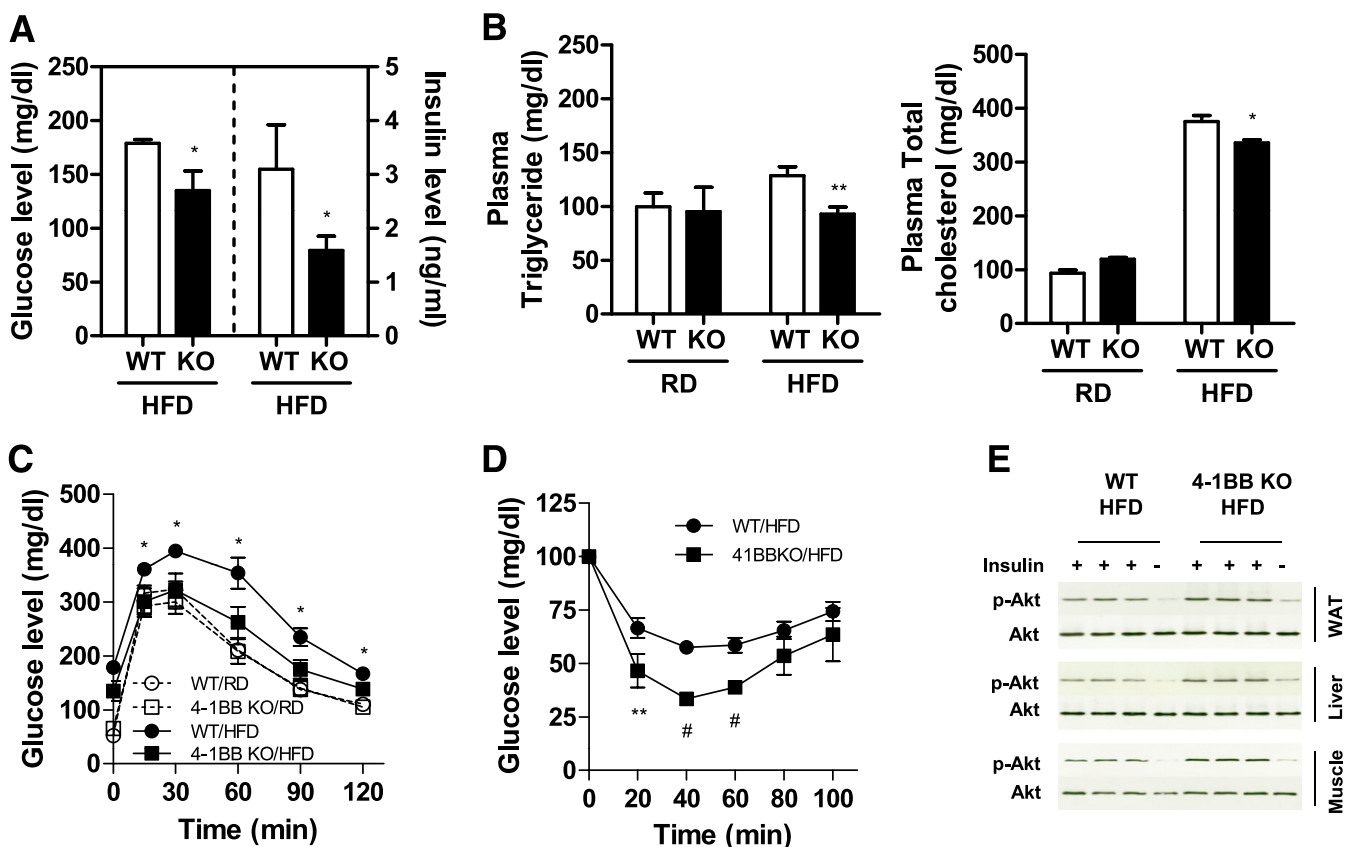 A
Glucose level (mg/dl)
250
200
150
100
50
0
5
4
3
2
1
0
Insulin level (ng/ml)
*
*
WT KO
WT KO
HFD
HFD
B
Plasma
Triglyceride (mg/dl)
250
200
150
100
50
0
**
WT KO
WT KO
RD
HFD
Plasma Total
cholesterol (mg/dl)
500
400
300
200
100
0
*
WT KO
WT KO
RD
HFD
C
Glucose level (mg/dl)
500
400
300
200
100
0
*
*
*
*
*
WT/RD
4-1BB KO/RD
WT/HFD
4-1BB KO/HFD
0 30 60 90 120
Time (min)
D
Glucose level (mg/dl)
125
100
75
50
25
0
WT/HFD
41BBKO/HFD
**
#
#
0 20 40 60 80 100
Time (min)
E
WT
HFD
4-1BB KO
HFD
Insulin + + + - + + + -
p-Akt
Akt
WAT
p-Akt
Akt
Liver
p-Akt
Akt
Muscle